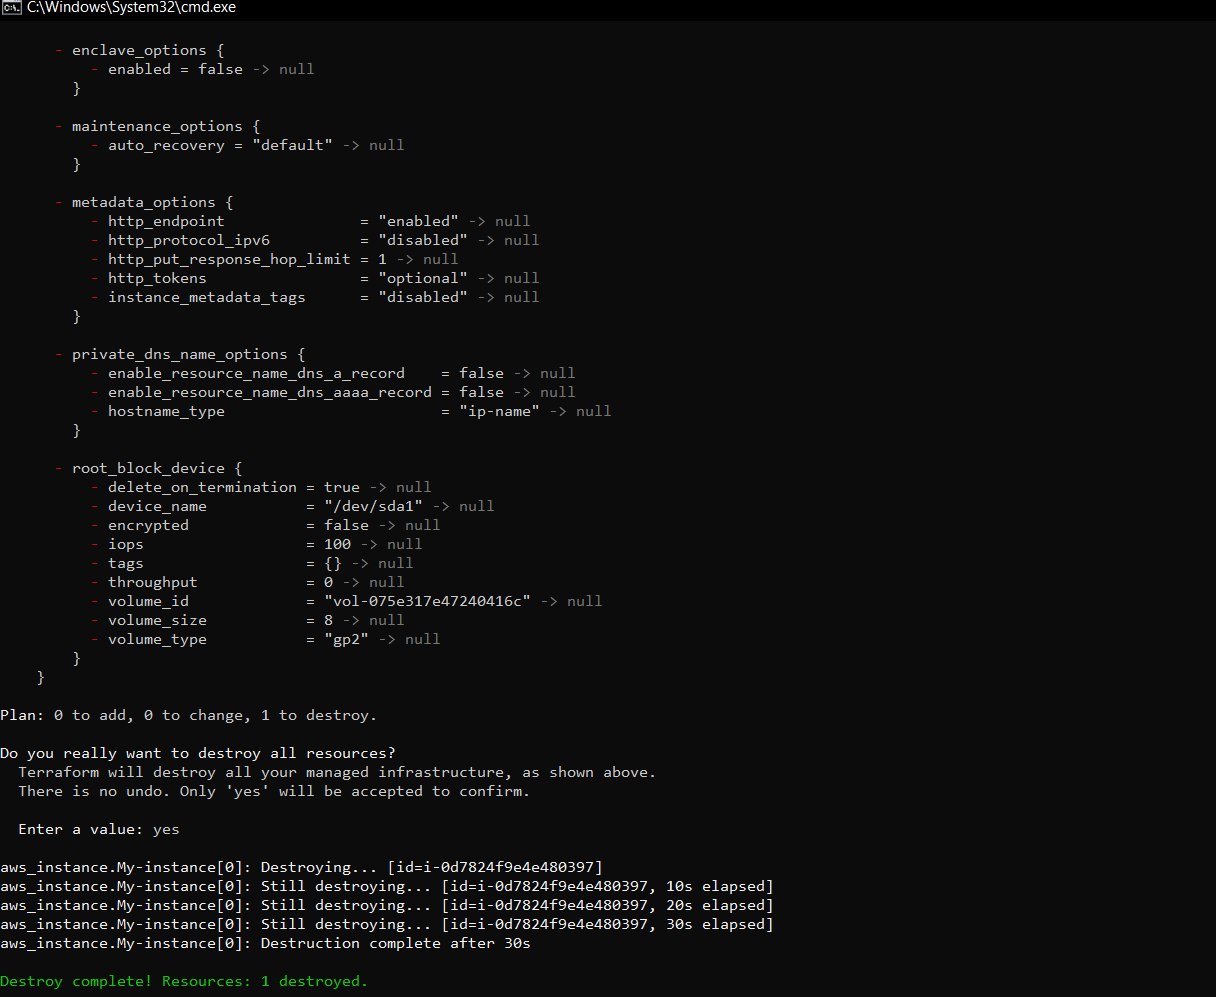 C:\Windows\System32\cmd.exe
- enclave_options {
- enabled = false -> null
}
- maintenance_options {
- auto_recovery = "default" -> null
}
- metadata_options {
- http_endpoint = "enabled" -> null
- http_protocol_ipv6 = "disabled" -> null
- http_put_response_hop_limit = 1 -> null
- http_tokens = "optional" -> null
- instance_metadata_tags = "disabled" -> null
}
- private_dns_name_options {
- enable_resource_name_dns_a_record = false -> null
- enable_resource_name_dns_aaaa_record = false -> null
- hostname_type = "ip-name" -> null
}
- root_block_device {
- delete_on_termination = true -> null
- device_name = "/dev/sda1" -> null
- encrypted = false -> null
- iops = 100 -> null
- tags = {} -> null
- throughput = 0 -> null
- volume_id = "vol-075e317e47240416c" -> null
- volume_size = 8 -> null
- volume_type = "gp2" -> null
}
}
Plan: 0 to add, 0 to change, 1 to destroy.
Do you really want to destroy all resources?
Terraform will destroy all your managed infrastructure, as shown above.
There is no undo. Only 'yes' will be accepted to confirm.
Enter a value: yes
aws_instance.My-instance[0]: Destroying... [id=i-0d7824f9e4e480397]
aws_instance.My-instance[0]: Still destroying... [id=i-0d7824f9e4e480397, 10s elapsed]
aws_instance.My-instance[0]: Still destroying... [id=i-0d7824f9e4e480397, 20s elapsed]
aws_instance.My-instance[0]: Still destroying... [id=i-0d7824f9e4e480397, 30s elapsed]
aws_instance.My-instance[0]: Destruction complete after 30s
Destroy complete! Resources: 1 destroyed.